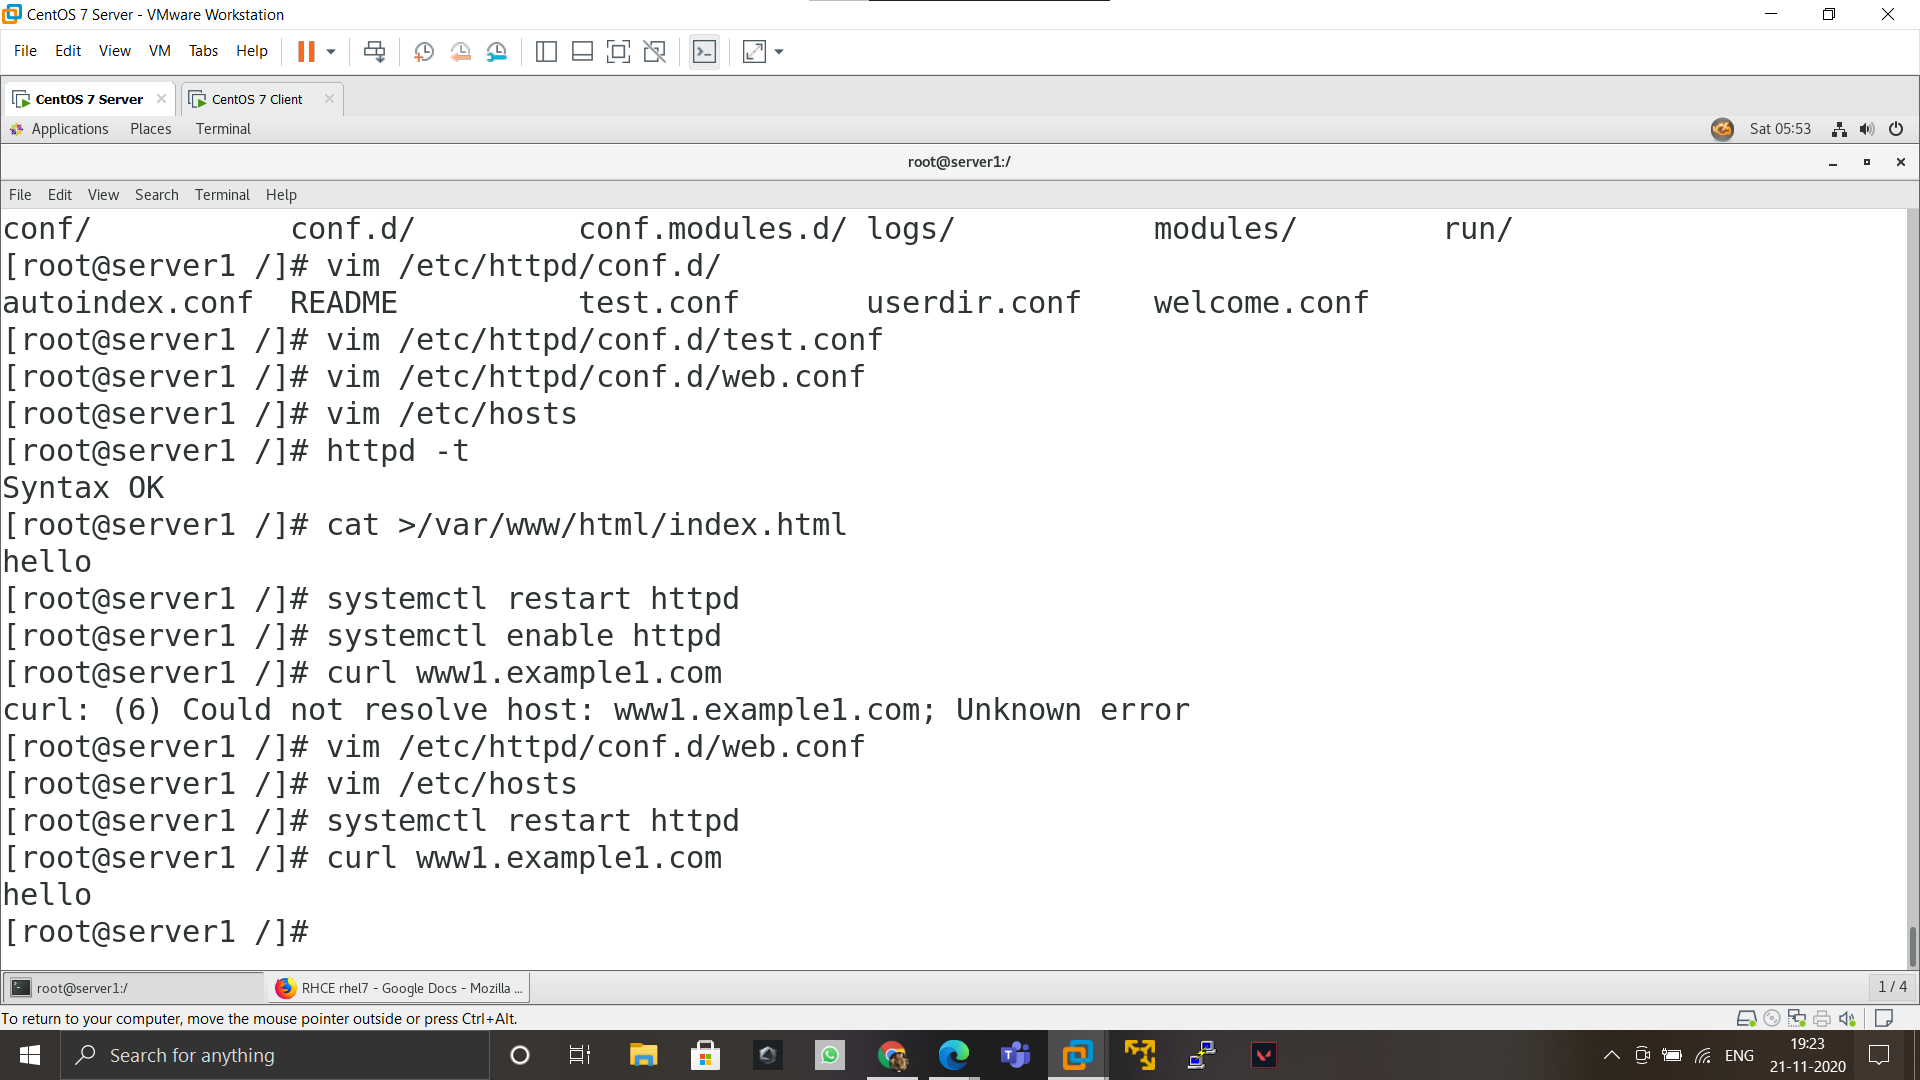 CentOS 7 Server - VMware Workstation
File Edit View VM Tabs Help
CentOS 7 Server CentOS 7 Client
Applications Places Terminal Sat 05:53
root@server1:/
File Edit View Search Terminal Help
conf/ conf.d/ conf.modules.d/ logs/ modules/ run/
[root@server1 /]# vim /etc/httpd/conf.d/
autoindex.conf README test.conf userdir.conf welcome.conf
[root@server1 /]# vim /etc/httpd/conf.d/test.conf
[root@server1 /]# vim /etc/httpd/conf.d/web.conf
[root@server1 /]# vim /etc/hosts
[root@server1 /]# httpd -t
Syntax OK
[root@server1 /]# cat >/var/www/html/index.html
hello
[root@server1 /]# systemctl restart httpd
[root@server1 /]# systemctl enable httpd
[root@server1 /]# curl www1.example1.com
curl: (6) Could not resolve host: www1.example1.com; Unknown error
[root@server1 /]# vim /etc/httpd/conf.d/web.conf
[root@server1 /]# vim /etc/hosts
[root@server1 /]# systemctl restart httpd
[root@server1 /]# curl www1.example1.com
hello
[root@server1 /]#
root@server1:/ RHCE rhel7 - Google Docs - Mozilla ... 1 / 4
To return to your computer, move the mouse pointer outside or press Ctrl+Alt.
Search for anything ENG 19:23
21-11-2020